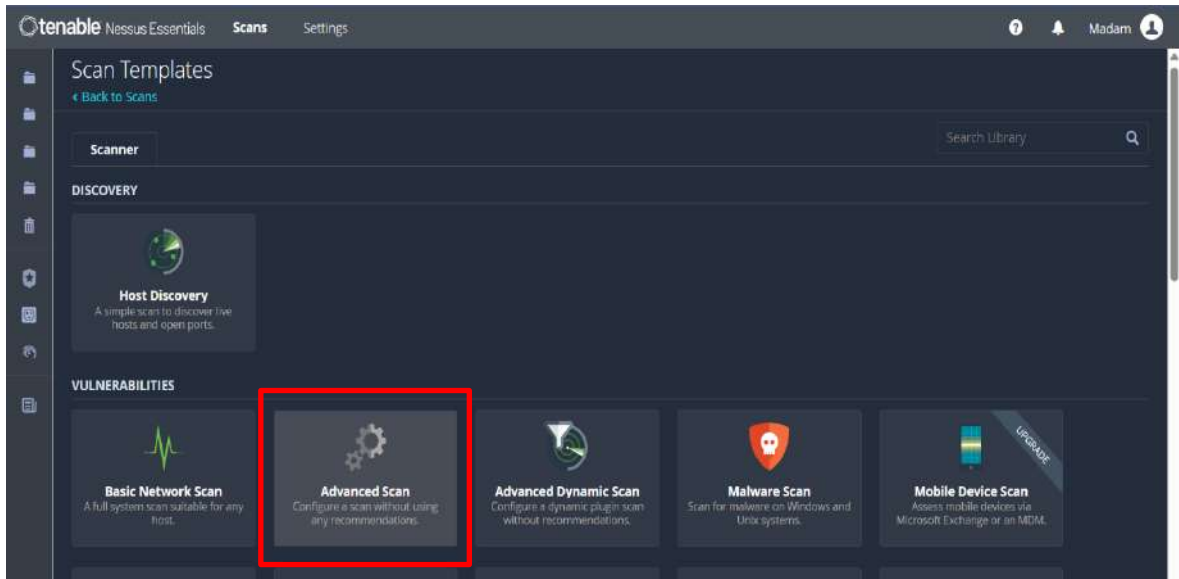 tenable Nessus Essentials Scans Settings ? Madam
Scan Templates
‹ Back to Scans
Scanner
Search Library
DISCOVERY
Host Discovery
A simple scan to discover live
hosts and open ports.
VULNERABILITIES
Basic Network Scan
A full system scan suitable for any
host.
Advanced Scan
Configure a scan without using
any recommendations.
Advanced Dynamic Scan
Configure a dynamic plugin scan
without recommendations.
Malware Scan
Scan for malware on Windows and
Unix systems.
UPGRADE
Mobile Device Scan
Assess mobile devices via
Microsoft Exchange or an MDM.